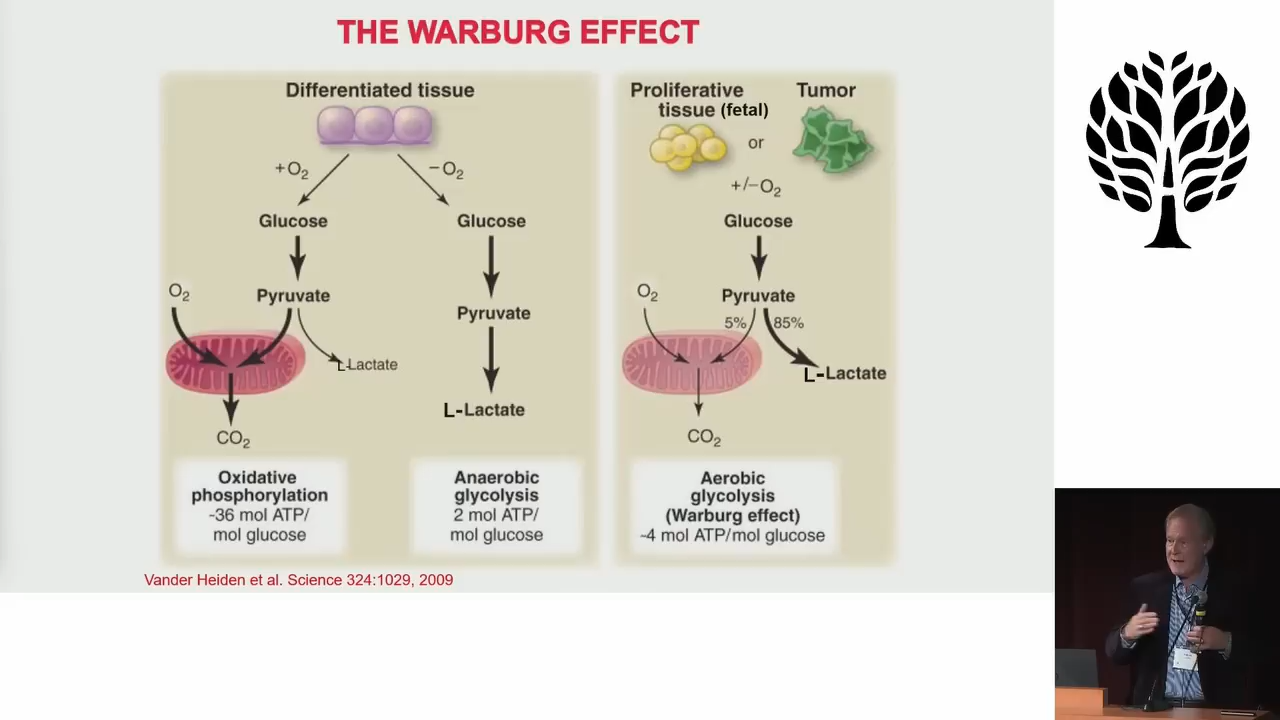 THE WARBURG EFFECT
Differentiated tissue
+O₂
−O₂
Glucose
Glucose
O₂
Pyruvate
Pyruvate
L-Lactate
L-Lactate
CO₂
Oxidative
phosphorylation
~36 mol ATP/
mol glucose
Anaerobic
glycolysis
2 mol ATP/
mol glucose
Proliferative
tissue (fetal)
or
Tumor
+/−O₂
Glucose
O₂
Pyruvate
5%
85%
L-Lactate
CO₂
Aerobic
glycolysis
(Warburg effect)
~4 mol ATP/mol glucose
Vander Heiden et al. Science 324:1029, 2009